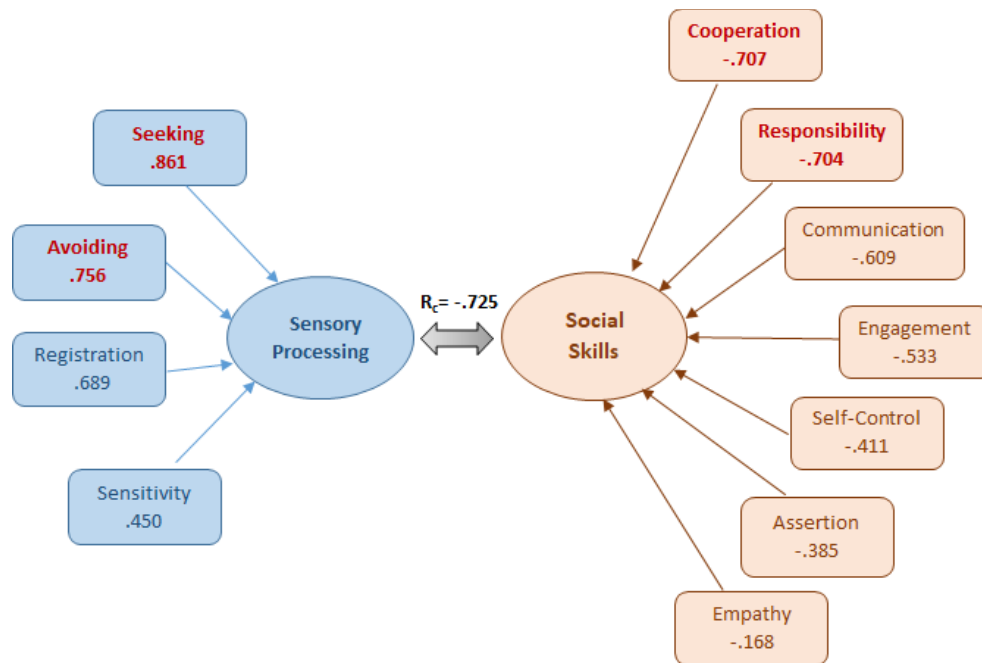 Cooperation
-.707
Seeking
.861
Responsibility
-.704
Avoiding
.756
Communication
-.609
Rc= -.725
Sensory
Processing
Social
Skills
Registration
.689
Engagement
-.533
Self-Control
-.411
Sensitivity
.450
Assertion
-.385
Empathy
-.168